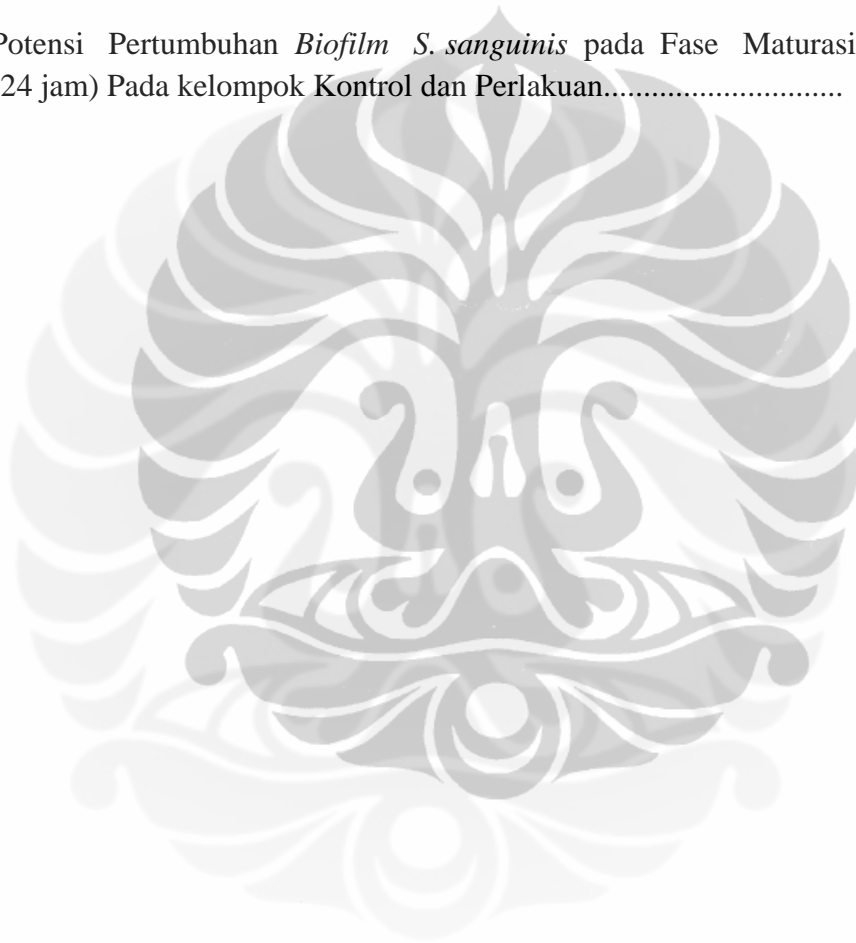 Potensi Pertumbuhan Biofilm S. sanguinis pada Fase Maturasi
24 jam) Pada kelompok Kontrol dan Perlakuan............................